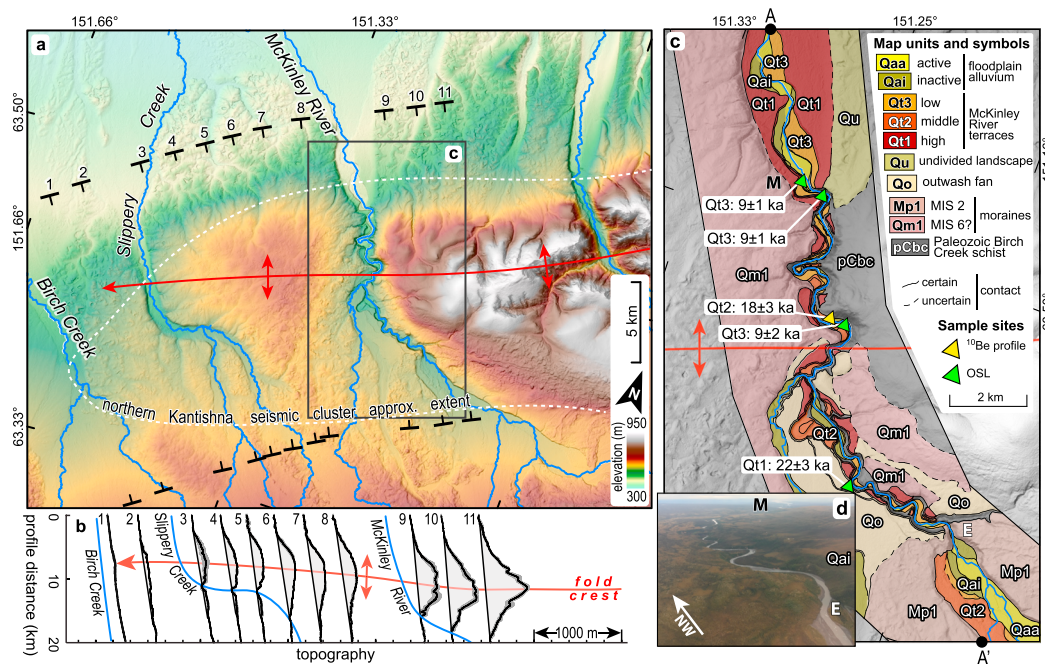 151.66°
151.33°
a
63.50°
151.66°
63.33°
Slippery
Creek
McKinley River
Birch Creek
1
2
3
4
5
6
7
8
9
10
11
c
northern Kantishna seismic cluster approx. extent
5 km
N
950
elevation (m)
300
b
profile distance (km)
0
10
20
1
2
3
4
5
6
7
8
9
10
11
Birch Creek
Slippery
Creek
McKinley
River
fold
crest
1000 m
topography
151.33°
151.25°
c
A
Qt3
Qai
Qt1
Qt1
Qu
Qt3
M
Qt3: 9±1 ka
Qt3: 9±1 ka
pCbc
Qm1
Qt2: 18±3 ka
Qt3: 9±2 ka
Qt2
Qm1
Qt1: 22±3 ka
Qm1
Qo
Qo
E
Qai
Mp1
Mp1
Qt2
Qaa
A'
Map units and symbols
Qaa active
Qai inactive
floodplain
alluvium
Qt3 low
Qt2 middle
Qt1 high
McKinley
River
terraces
Qu undivided landscape
Qo outwash fan
Mp1 MIS 2
Qm1 MIS 6?
moraines
pCbc Paleozoic Birch
Creek schist
certain
uncertain
contact
Sample sites
10Be profile
OSL
2 km
d
M
Qai
E
NW